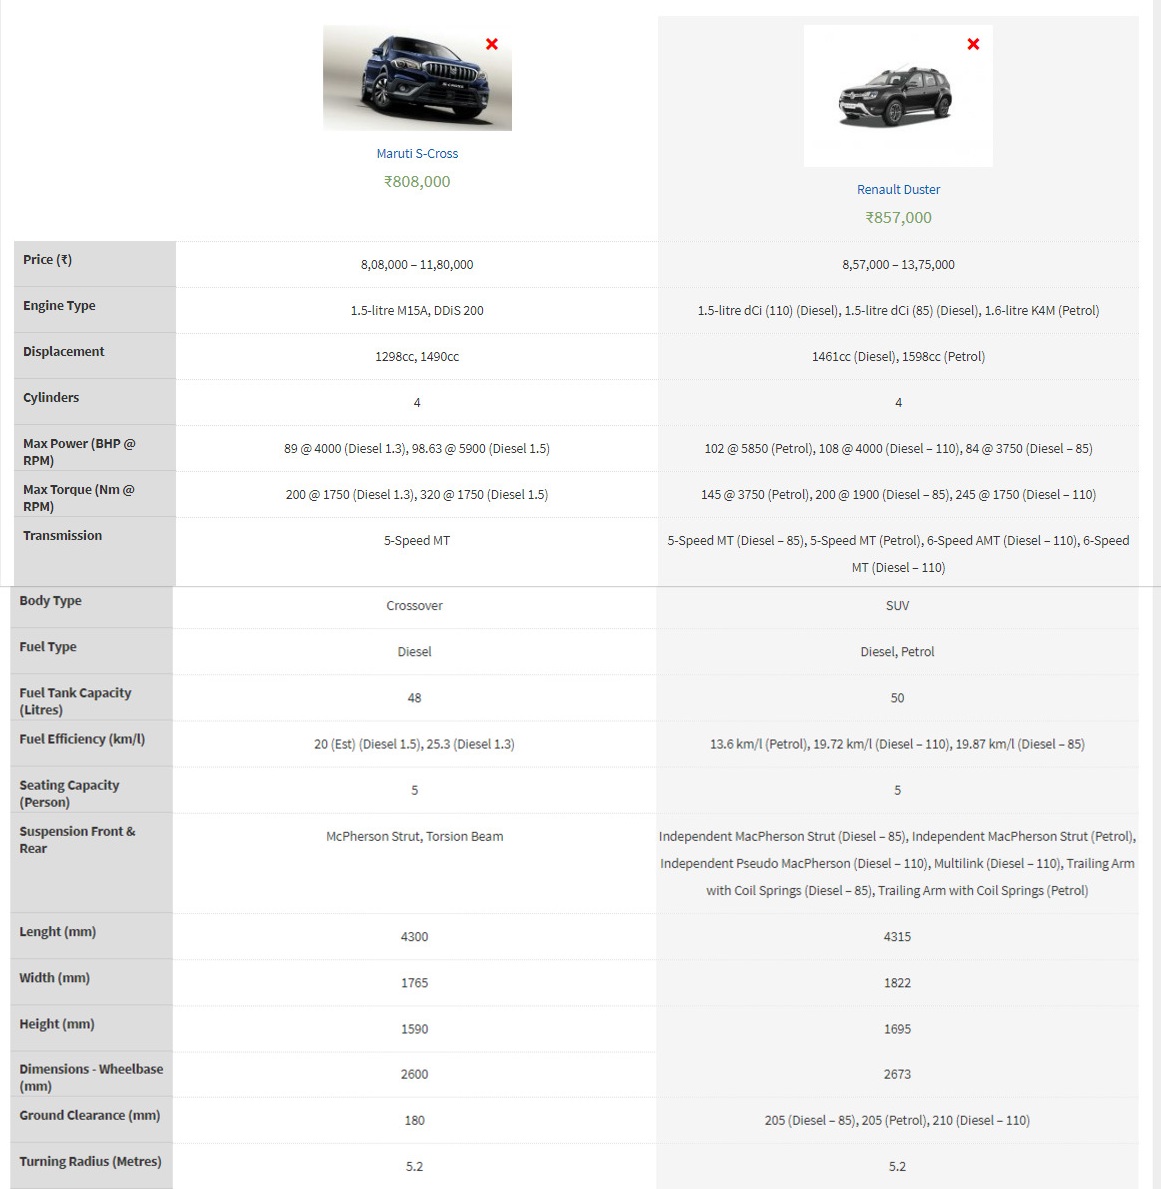 Maruti S-Cross
₹808,000
Renault Duster
₹857,000
Price (₹)
8,08,000 – 11,80,000
8,57,000 – 13,75,000
Engine Type
1.5-litre M15A, DDiS 200
1.5-litre dCi (110) (Diesel), 1.5-litre dCi (85) (Diesel), 1.6-litre K4M (Petrol)
Displacement
1298cc, 1490cc
1461cc (Diesel), 1598cc (Petrol)
Cylinders
4
4
Max Power (BHP @
RPM)
89 @ 4000 (Diesel 1.3), 98.63 @ 5900 (Diesel 1.5)
102 @ 5850 (Petrol), 108 @ 4000 (Diesel – 110), 84 @ 3750 (Diesel – 85)
Max Torque (Nm @
RPM)
200 @ 1750 (Diesel 1.3), 320 @ 1750 (Diesel 1.5)
145 @ 3750 (Petrol), 200 @ 1900 (Diesel – 85), 245 @ 1750 (Diesel – 110)
Transmission
5-Speed MT
5-Speed MT (Diesel – 85), 5-Speed MT (Petrol), 6-Speed AMT (Diesel – 110), 6-Speed
MT (Diesel – 110)
Body Type
Crossover
SUV
Fuel Type
Diesel
Diesel, Petrol
Fuel Tank Capacity
(Litres)
48
50
Fuel Efficiency (km/l)
20 (Est) (Diesel 1.5), 25.3 (Diesel 1.3)
13.6 km/l (Petrol), 19.72 km/l (Diesel – 110), 19.87 km/l (Diesel – 85)
Seating Capacity
(Person)
5
5
Suspension Front &
Rear
McPherson Strut, Torsion Beam
Independent MacPherson Strut (Diesel – 85), Independent MacPherson Strut (Petrol),
Independent Pseudo MacPherson (Diesel – 110), Multilink (Diesel – 110), Trailing Arm
with Coil Springs (Diesel – 85), Trailing Arm with Coil Springs (Petrol)
Lenght (mm)
4300
4315
Width (mm)
1765
1822
Height (mm)
1590
1695
Dimensions - Wheelbase
(mm)
2600
2673
Ground Clearance (mm)
180
205 (Diesel – 85), 205 (Petrol), 210 (Diesel – 110)
Turning Radius (Metres)
5.2
5.2